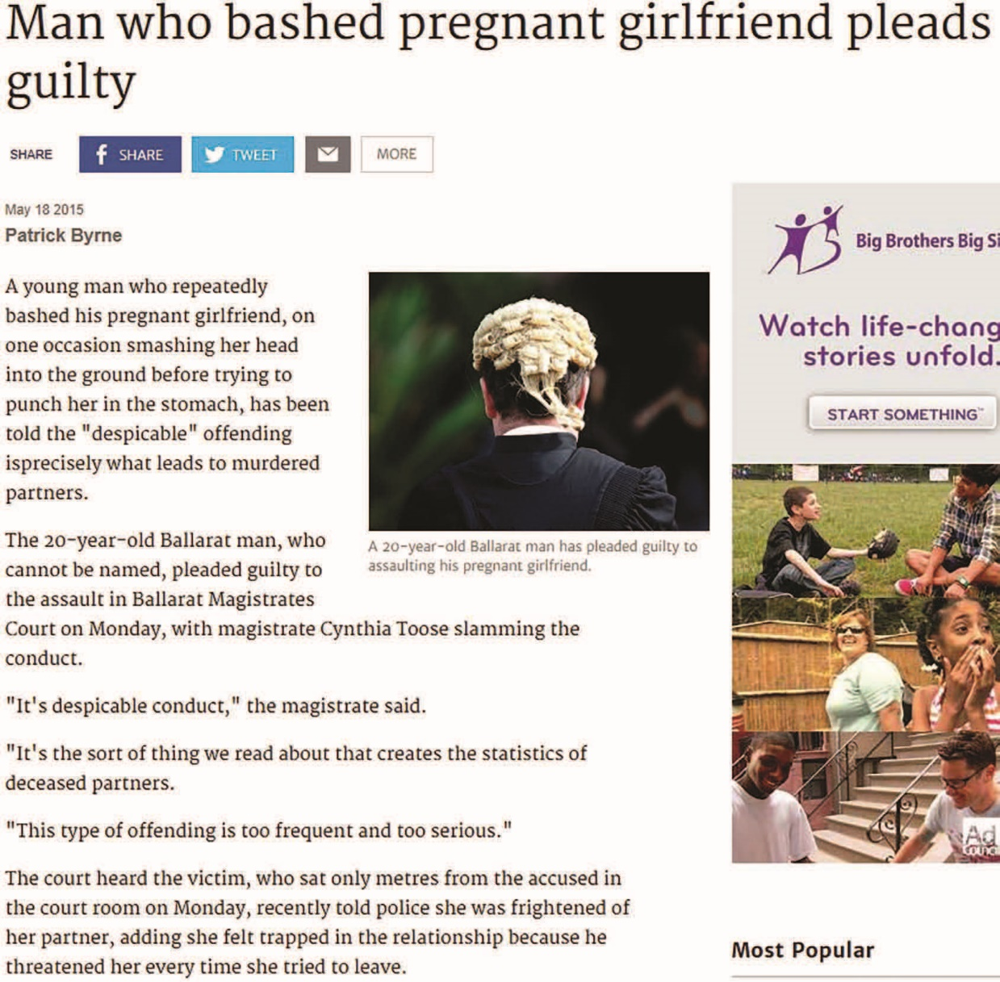 Man who bashed pregnant girlfriend pleads
guilty
SHARE
SHARE
TWEET
MORE
May 18 2015
Patrick Byrne
A young man who repeatedly
bashed his pregnant girlfriend, on
one occasion smashing her head
into the ground before trying to
punch her in the stomach, has been
told the "despicable" offending
isprecisely what leads to murdered
partners.
A 20-year-old Ballarat man has pleaded guilty to
assaulting his pregnant girlfriend.
The 20-year-old Ballarat man, who
cannot be named, pleaded guilty to
the assault in Ballarat Magistrates
Court on Monday, with magistrate Cynthia Toose slamming the
conduct.
"It's despicable conduct," the magistrate said.
"It's the sort of thing we read about that creates the statistics of
deceased partners.
"This type of offending is too frequent and too serious."
The court heard the victim, who sat only metres from the accused in
the court room on Monday, recently told police she was frightened of
her partner, adding she felt trapped in the relationship because he
threatened her every time she tried to leave.
Big Brothers Big Si
Watch life-chang
stories unfold.
START SOMETHING™
Ad
Council
Most Popular